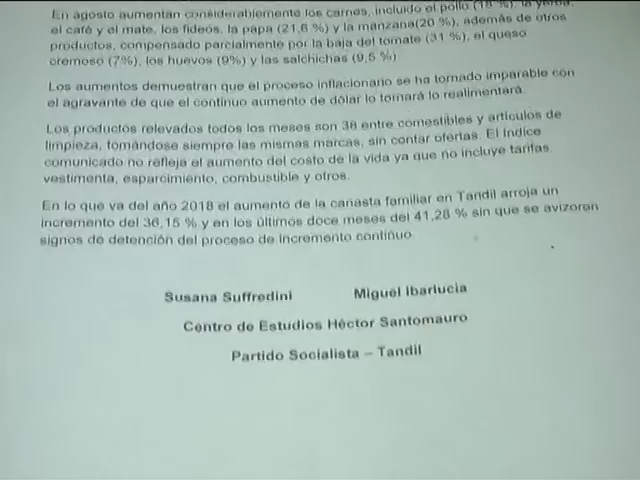 En agosto aumentan considerablemente los carnes, incluido el pollo (18 %), la yerba,
el café y el mate, los fideos, la papa (21,6 %) y la manzana(20 %), además de otros
productos, compensado parcialmente por la baja del tomate (31 %), el queso
cremoso (7%), los huevos (9%) y las salchichas (9,5 %)
Los aumentos demuestran que el proceso inflacionario se ha tornado imparable con
el agravante de que el continuo aumento de dólar lo tornará lo realimentará.
Los productos relevados todos los meses son 38 entre comestibles y artículos de
limpieza, tomándose siempre las mismas marcas, sin contar ofertas. El Indice
comunicado no refleja el aumento del costo de la vida ya que no incluye tarifas
vestimenta, esparcimiento, combustible y otros.
En lo que va del año 2018 el aumento de la canasta familiar en Tandil arroja un
incremento del 36,15 % y en los últimos doce meses del 41,28 % sin que se avizoren
signos de detención del proceso de incremento continuo.
Susana Suffredini Miguel Ibarlucia
Centro de Estudios Héctor Santomauro
Partido Socialista – Tandil